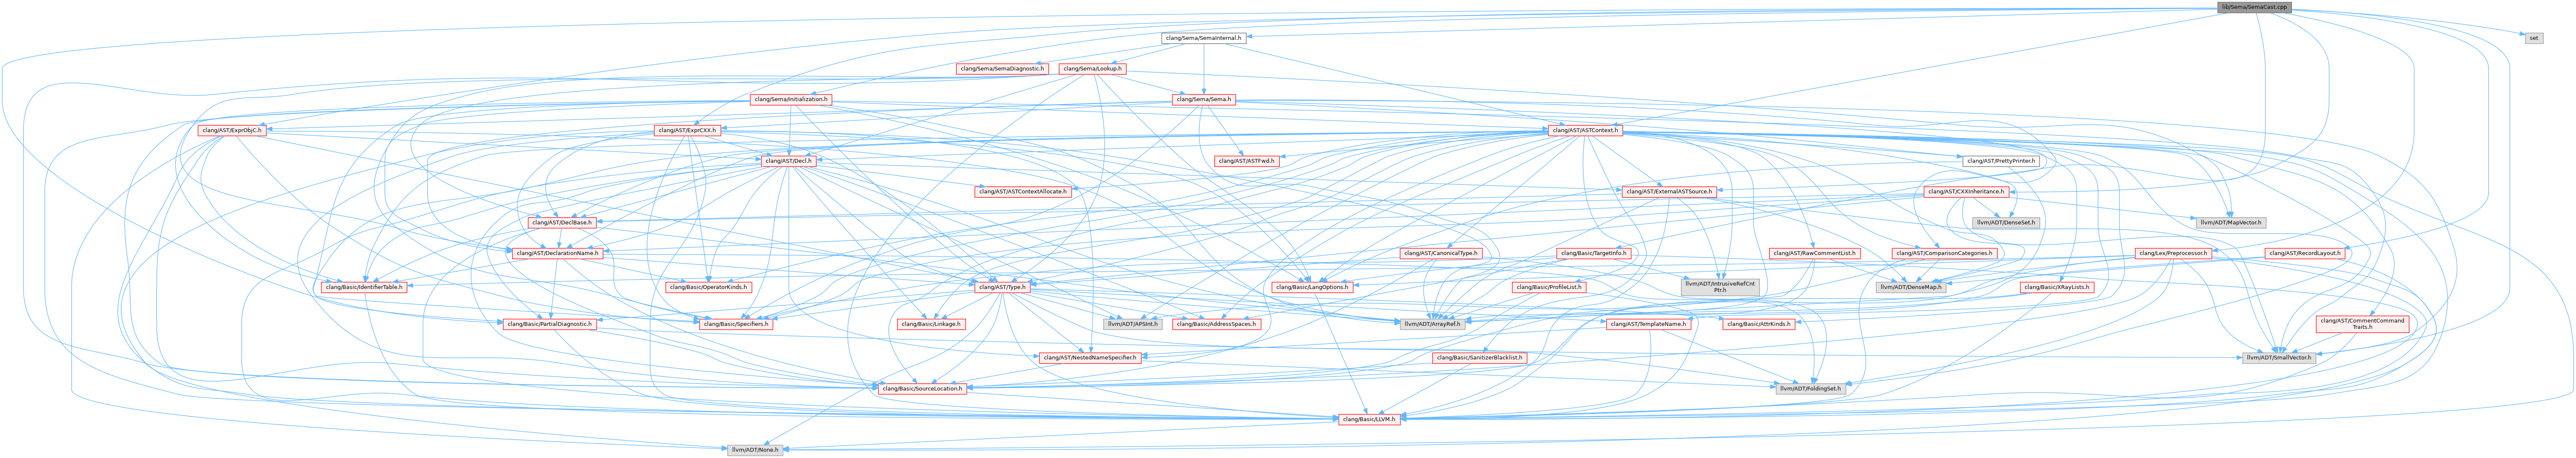 lib/Sema/SemaCast.cpp
clang/Sema/SemaInternal.h
set
clang/Sema/SemaDiagnostic.h
clang/Sema/Lookup.h
clang/Sema/Initialization.h
clang/Sema/Sema.h
clang/AST/ExprObjC.h
clang/AST/ExprCXX.h
clang/AST/ASTContext.h
clang/AST/Decl.h
clang/AST/ASTFwd.h
clang/AST/PrettyPrinter.h
clang/AST/ASTContextAllocate.h
clang/AST/ExternalASTSource.h
clang/AST/CXXInheritance.h
clang/AST/DeclBase.h
llvm/ADT/DenseSet.h
llvm/ADT/MapVector.h
clang/AST/DeclarationName.h
clang/AST/CanonicalType.h
clang/Basic/TargetInfo.h
clang/AST/RawCommentList.h
clang/AST/ComparisonCategories.h
clang/Lex/Preprocessor.h
clang/AST/RecordLayout.h
clang/Basic/IdentifierTable.h
clang/Basic/OperatorKinds.h
clang/AST/Type.h
clang/Basic/LangOptions.h
clang/Basic/ProfileList.h
llvm/ADT/IntrusiveRefCnt
Ptr.h
llvm/ADT/DenseMap.h
clang/Basic/XRayLists.h
clang/Basic/PartialDiagnostic.h
clang/Basic/Specifiers.h
clang/Basic/Linkage.h
llvm/ADT/APSInt.h
clang/Basic/AddressSpaces.h
llvm/ADT/ArrayRef.h
clang/AST/TemplateName.h
clang/Basic/AttrKinds.h
clang/AST/CommentCommand
Traits.h
clang/AST/NestedNameSpecifier.h
clang/Basic/SanitizerBlacklist.h
llvm/ADT/SmallVector.h
clang/Basic/SourceLocation.h
llvm/ADT/FoldingSet.h
clang/Basic/LLVM.h
llvm/ADT/None.h